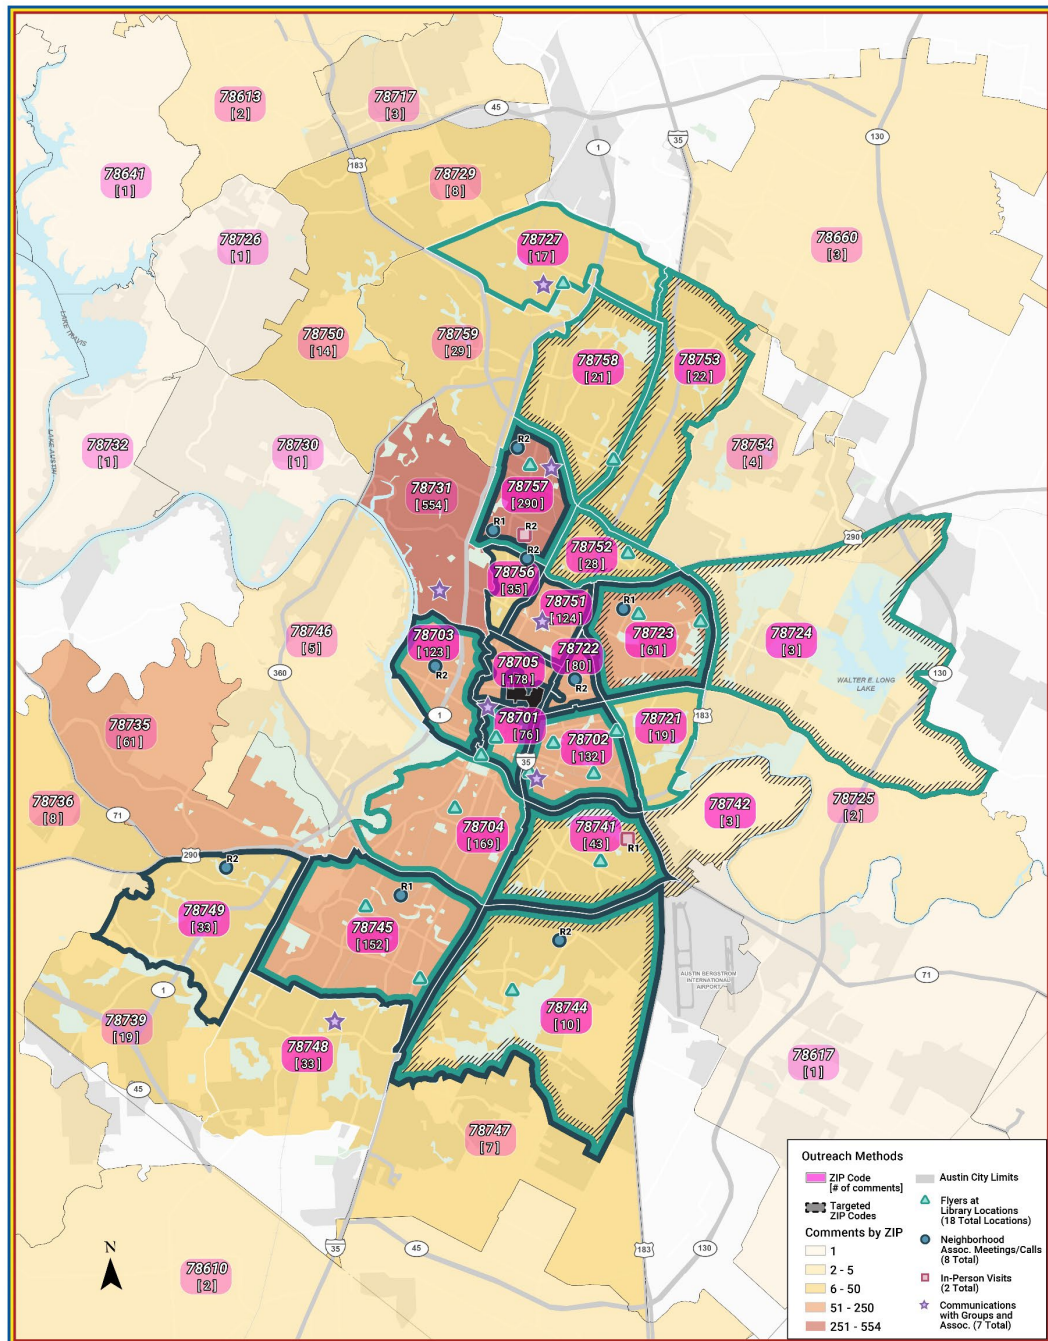 78613
[2]
78717
[3]
45
1
35
130
183
78641
[1]
78729
[8]
78726
[1]
78727
[17]
78660
[3]
LAKE TRAVIS
78750
[14]
78759
[29]
78758
[21]
78753
[22]
78732
[1]
LAKE AUSTIN
78730
[1]
R2
78754
[4]
78731
[554]
78757
[290]
R1
R2
R2
290
78752
[28]
78756
[35]
78751
[124]
R1
78746
[5]
78703
[123]
R2
78723
[61]
78724
[3]
78722
[80]
R2
78705
[178]
360
WALTER E. LONG
LAKE
130
1
78701
[76]
78721
[19]
183
78735
[61]
78702
[132]
35
78736
[8]
71
78742
[3]
78725
[2]
78704
[169]
78741
[43]
R1
290
R2
R1
78749
[33]
78745
[152]
R2
71
AUSTIN BERGSTROM
INTERNATIONAL
AIRPORT
1
78744
[10]
78739
[19]
78748
[33]
78617
[1]
45
78747
[7]
N
35
45
183
130
78610
[2]
Outreach Methods
ZIP Code
[# of comments]
Targeted
ZIP Codes
Comments by ZIP
1
2 - 5
6 - 50
51 - 250
251 - 554
Austin City Limits
Flyers at
Library Locations
(18 Total Locations)
Neighborhood
Assoc. Meetings/Calls
(8 Total)
In-Person Visits
(2 Total)
Communications
with Groups and
Assoc. (7 Total)